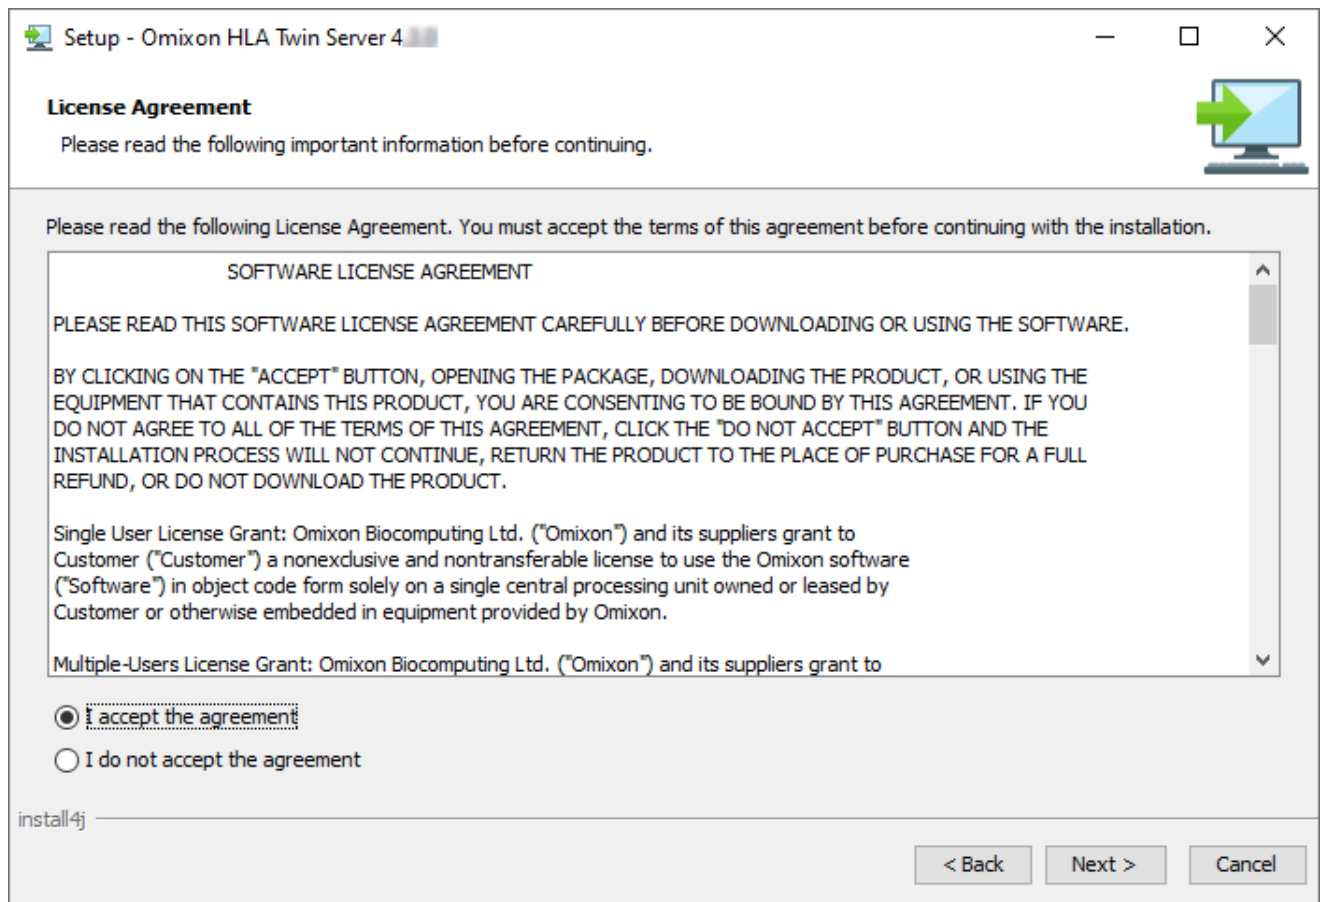 Setup - Omixon HLA Twin Server 4
License Agreement
Please read the following important information before continuing.
Please read the following License Agreement. You must accept the terms of this agreement before continuing with the installation.
SOFTWARE LICENSE AGREEMENT
PLEASE READ THIS SOFTWARE LICENSE AGREEMENT CAREFULLY BEFORE DOWNLOADING OR USING THE SOFTWARE.
BY CLICKING ON THE "ACCEPT" BUTTON, OPENING THE PACKAGE, DOWNLOADING THE PRODUCT, OR USING THE
EQUIPMENT THAT CONTAINS THIS PRODUCT, YOU ARE CONSENTING TO BE BOUND BY THIS AGREEMENT. IF YOU
DO NOT AGREE TO ALL OF THE TERMS OF THIS AGREEMENT, CLICK THE "DO NOT ACCEPT" BUTTON AND THE
INSTALLATION PROCESS WILL NOT CONTINUE, RETURN THE PRODUCT TO THE PLACE OF PURCHASE FOR A FULL
REFUND, OR DO NOT DOWNLOAD THE PRODUCT.
Single User License Grant: Omixon Biocomputing Ltd. ("Omixon") and its suppliers grant to
Customer ("Customer") a nonexclusive and nontransferable license to use the Omixon software
("Software") in object code form solely on a single central processing unit owned or leased by
Customer or otherwise embedded in equipment provided by Omixon.
Multiple-Users License Grant: Omixon Biocomputing Ltd. ("Omixon") and its suppliers grant to
I accept the agreement
I do not accept the agreement
install4j
< Back
Next >
Cancel